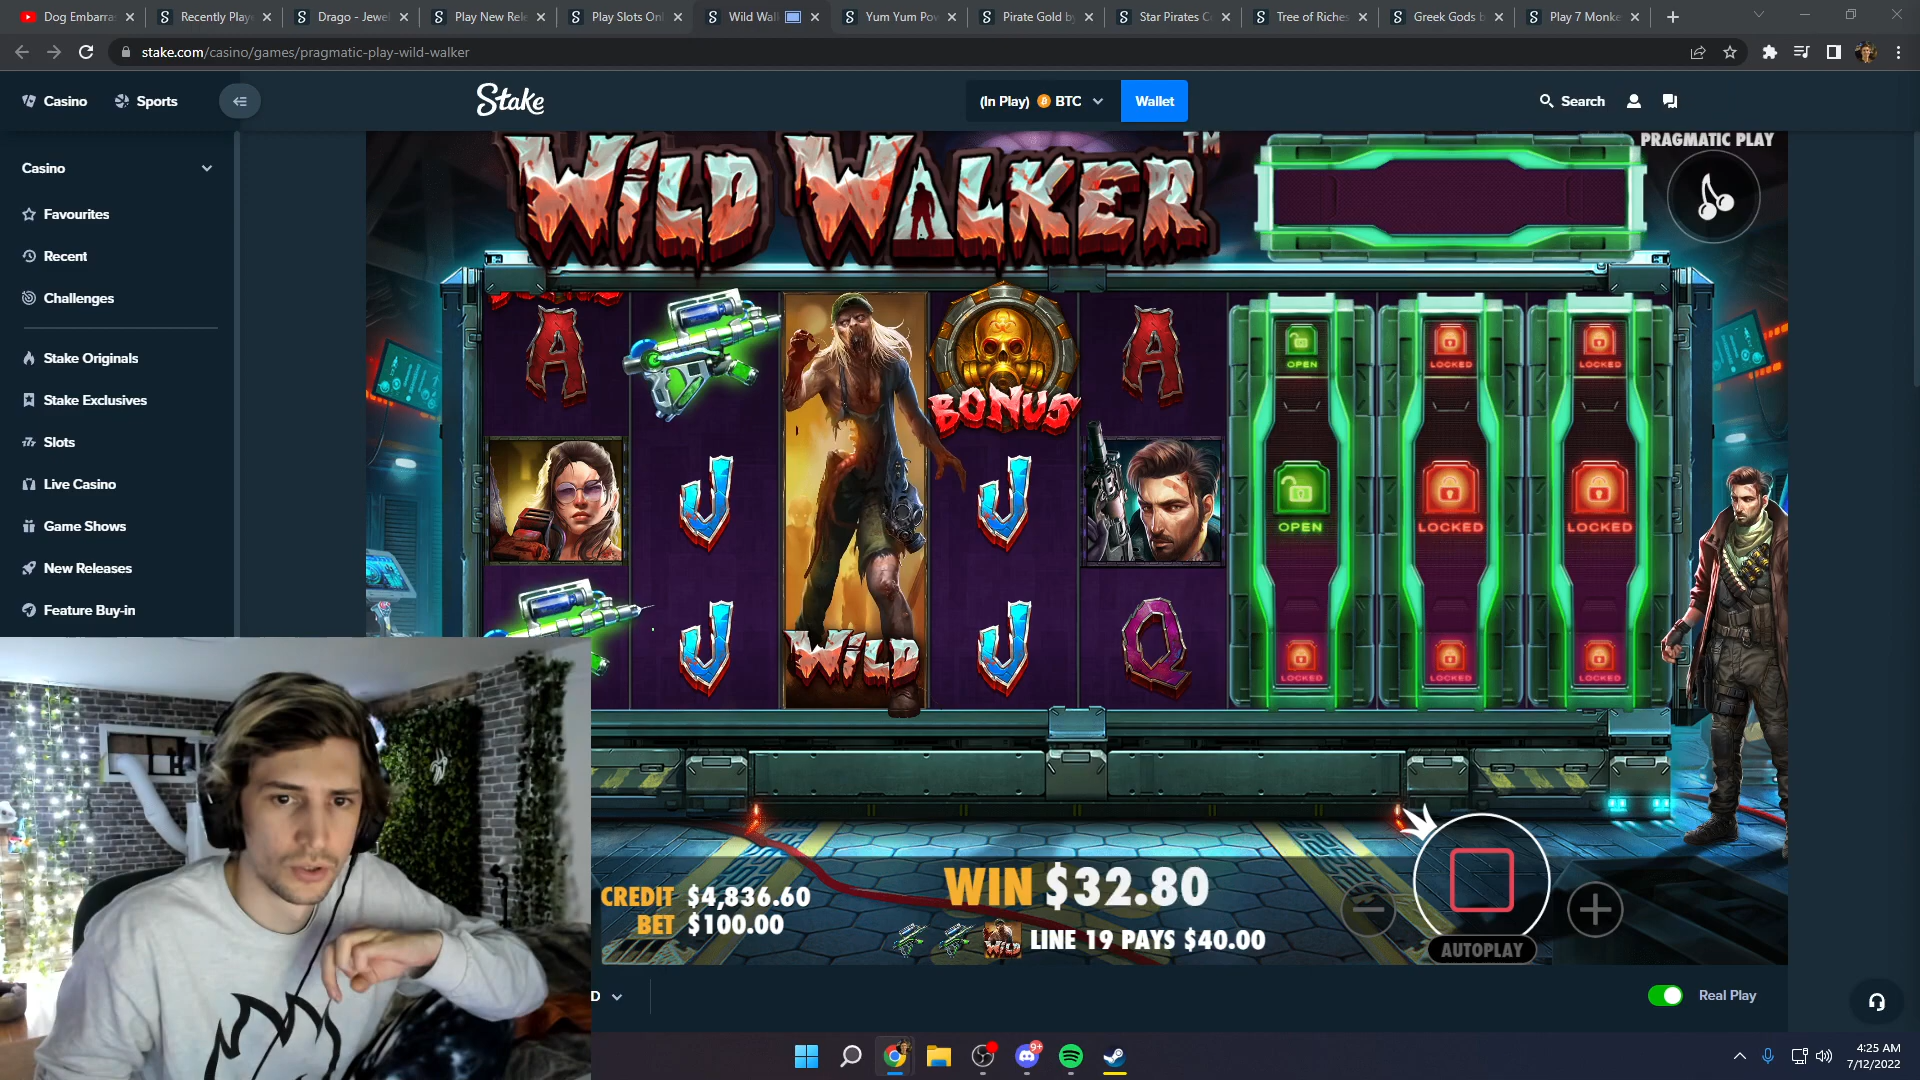 Dog Embarra
Recently Play
Drago - Jewel
Play New Rele
Play Slots Onl
Wild Wal
Yum Yum Po
Pirate Gold b
Star Pirates C
Tree of Riches
Greek Gods b
Play 7 Monke
stake.com/casino/games/pragmatic-play-wild-walker
Casino
Sports
Stake
(In Play) BTC
Wallet
Search
Casino
Favourites
Recent
Challenges
Stake Originals
Stake Exclusives
Slots
Live Casino
Game Shows
New Releases
Feature Buy-in
WILD WALKER™
PRAGMATIC PLAY
A
BONUS
A
OPEN
LOCKED
LOCKED
J
J
OPEN
LOCKED
LOCKED
J
WILD
J
Q
LOCKED
LOCKED
LOCKED
CREDIT $4,836.60
BET $100.00
WIN $32.80
WILD
LINE 19 PAYS $40.00
AUTOPLAY
D
Real Play
9+
4:25 AM
7/12/2022